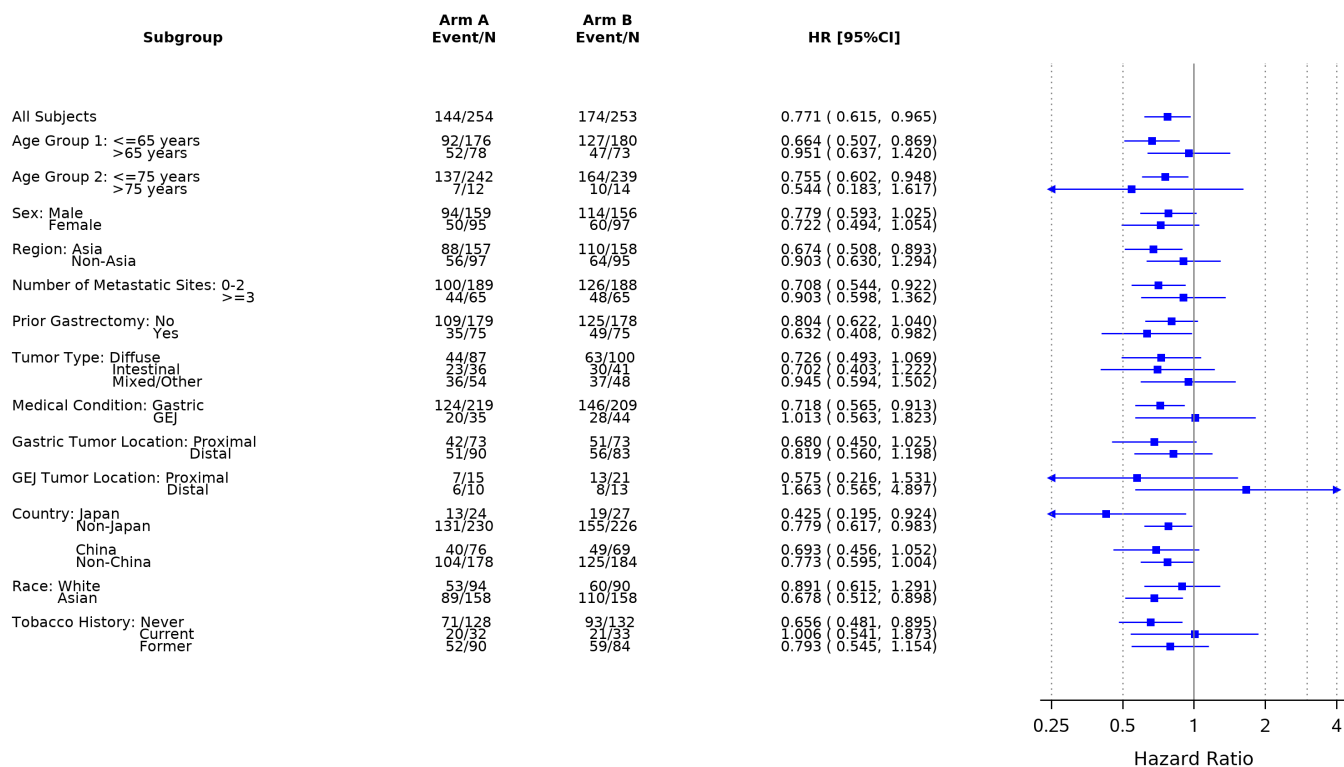 Arm A Arm B
Subgroup Event/N Event/N HR [95%CI]
All Subjects 144/254 174/253 0.771 ( 0.615, 0.965)
Age Group 1: <=65 years 92/176 127/180 0.664 ( 0.507, 0.869)
>65 years 52/78 47/73 0.951 ( 0.637, 1.420)
Age Group 2: <=75 years 137/242 164/239 0.755 ( 0.602, 0.948)
>75 years 7/12 10/14 0.544 ( 0.183, 1.617)
Sex: Male 94/159 114/156 0.779 ( 0.593, 1.025)
Female 50/95 60/97 0.722 ( 0.494, 1.054)
Region: Asia 88/157 110/158 0.674 ( 0.508, 0.893)
Non-Asia 56/97 64/95 0.903 ( 0.630, 1.294)
Number of Metastatic Sites: 0-2 100/189 126/188 0.708 ( 0.544, 0.922)
>=3 44/65 48/65 0.903 ( 0.598, 1.362)
Prior Gastrectomy: No 109/179 125/178 0.804 ( 0.622, 1.040)
Yes 35/75 49/75 0.632 ( 0.408, 0.982)
Tumor Type: Diffuse 44/87 63/100 0.726 ( 0.493, 1.069)
Intestinal 23/36 30/41 0.702 ( 0.403, 1.222)
Mixed/Other 36/54 37/48 0.945 ( 0.594, 1.502)
Medical Condition: Gastric 124/219 146/209 0.718 ( 0.565, 0.913)
GEJ 20/35 28/44 1.013 ( 0.563, 1.823)
Gastric Tumor Location: Proximal 42/73 51/73 0.680 ( 0.450, 1.025)
Distal 51/90 56/83 0.819 ( 0.560, 1.198)
GEJ Tumor Location: Proximal 7/15 13/21 0.575 ( 0.216, 1.531)
Distal 6/10 8/13 1.663 ( 0.565, 4.897)
Country: Japan 13/24 19/27 0.425 ( 0.195, 0.924)
Non-Japan 131/230 155/226 0.779 ( 0.617, 0.983)
China 40/76 49/69 0.693 ( 0.456, 1.052)
Non-China 104/178 125/184 0.773 ( 0.595, 1.004)
Race: White 53/94 60/90 0.891 ( 0.615, 1.291)
Asian 89/158 110/158 0.678 ( 0.512, 0.898)
Tobacco History: Never 71/128 93/132 0.656 ( 0.481, 0.895)
Current 20/32 21/33 1.006 ( 0.541, 1.873)
Former 52/90 59/84 0.793 ( 0.545, 1.154)
0.25 0.5 1 2 4
Hazard Ratio